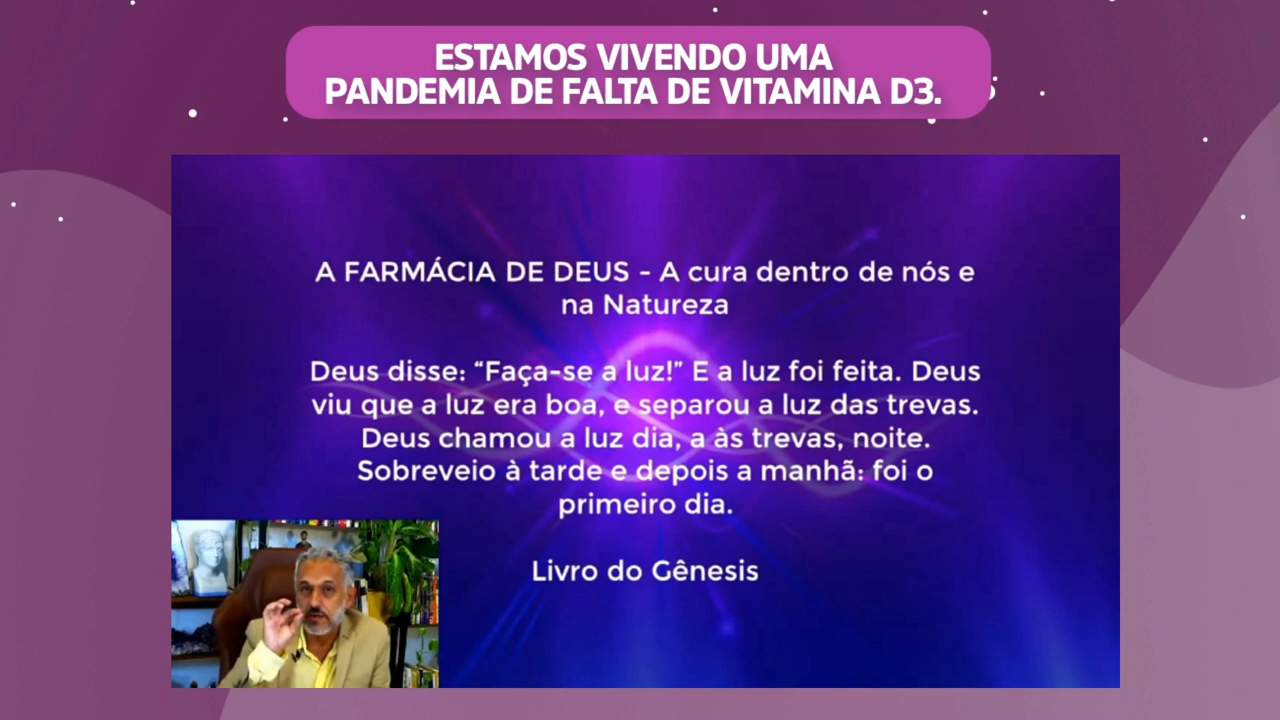 ESTAMOS VIVENDO UMA
PANDEMIA DE FALTA DE VITAMINA D3.
A FARMÁCIA DE DEUS - A cura dentro de nós e
na Natureza
Deus disse: “Faça-se a luz!” E a luz foi feita. Deus
viu que a luz era boa, e separou a luz das trevas.
Deus chamou a luz dia, a às trevas, noite.
Sobreveio à tarde e depois a manhã: foi o
primeiro dia.
Livro do Gênesis